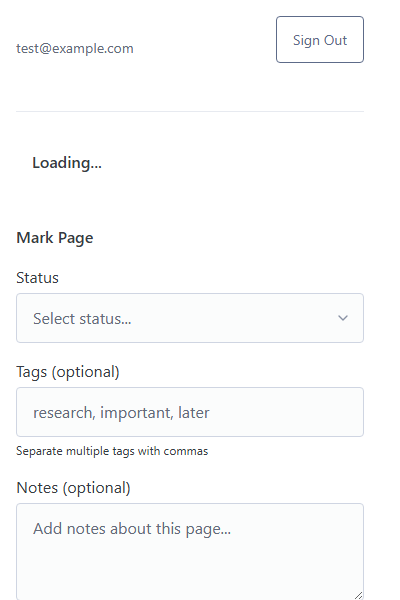 test@example.com
Sign Out
Loading...
Mark Page
Status
Select status...
Tags (optional)
research, important, later
Separate multiple tags with commas
Notes (optional)
Add notes about this page...